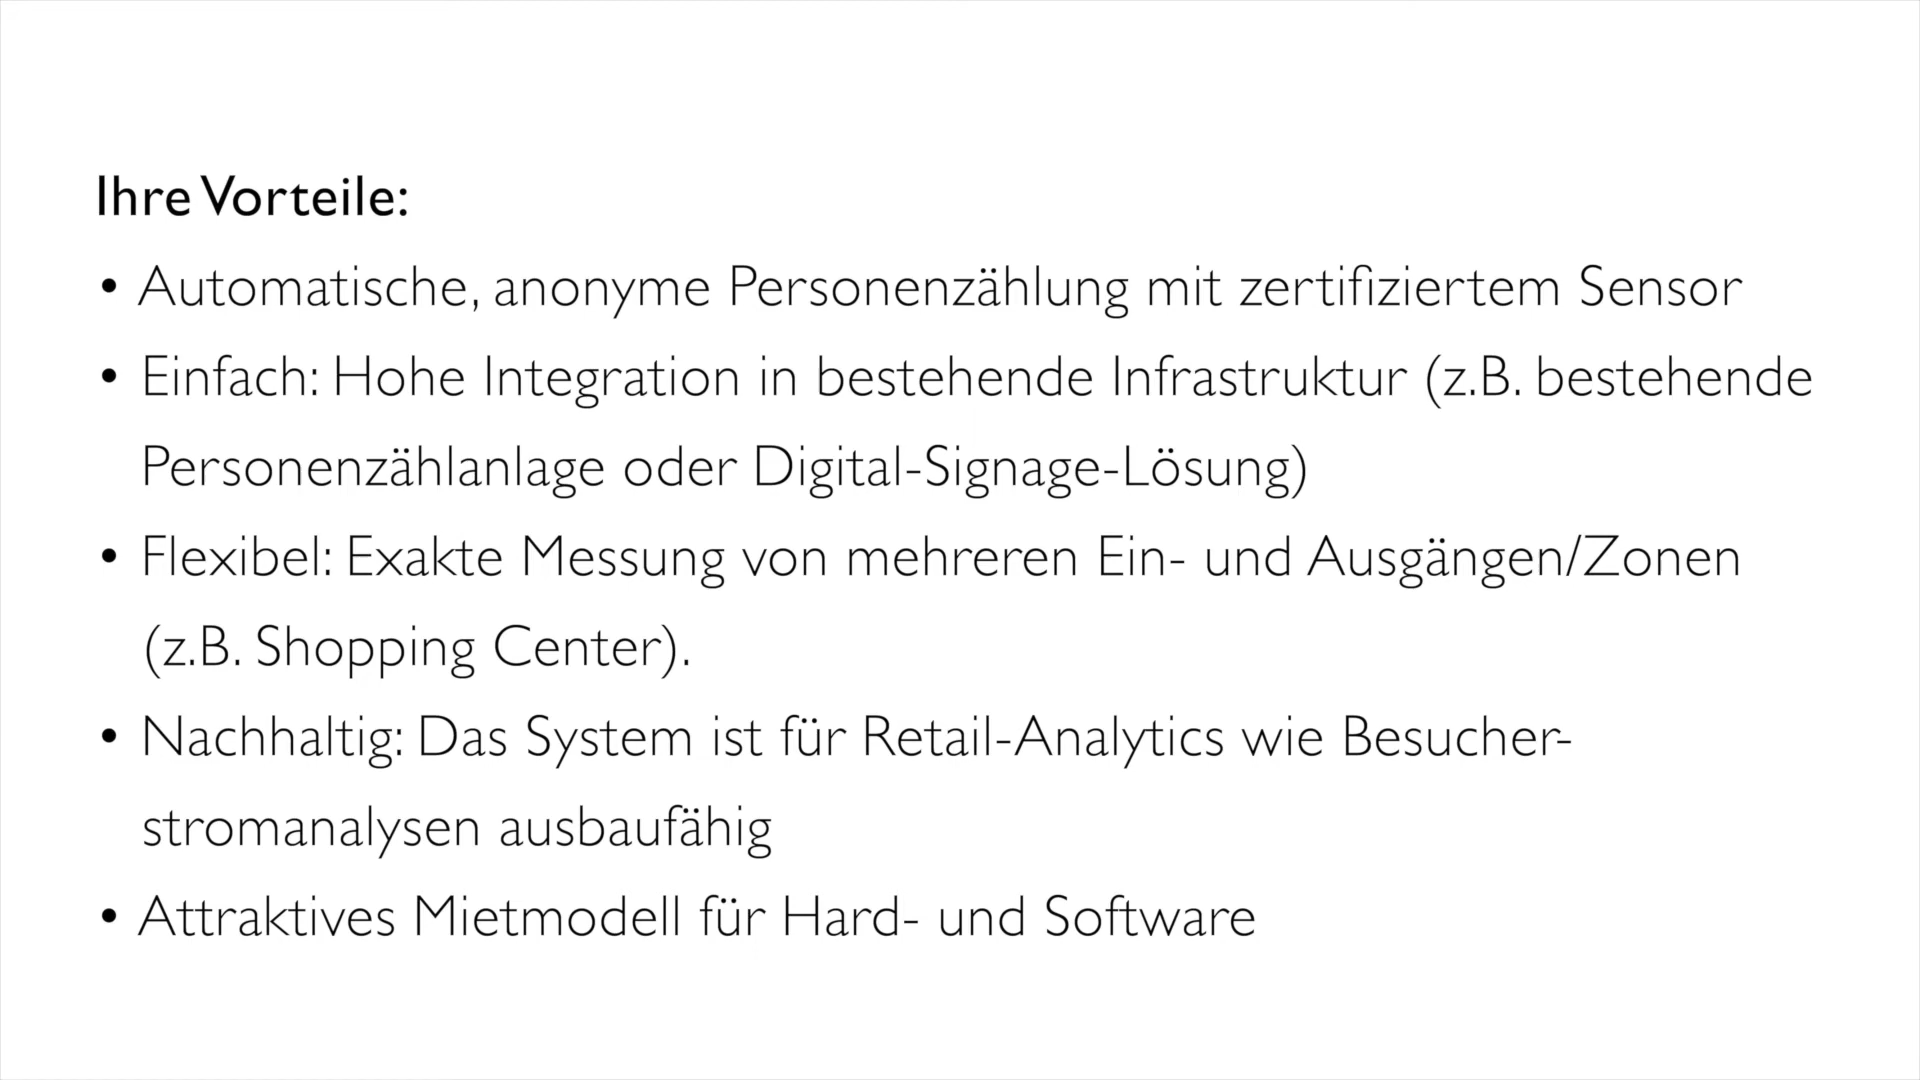 Ihre Vorteile:
• Automatische, anonyme Personenzählung mit zertifiziertem Sensor
• Einfach: Hohe Integration in bestehende Infrastruktur (z.B. bestehende
Personenzählanlage oder Digital-Signage-Lösung)
• Flexibel: Exakte Messung von mehreren Ein- und Ausgängen/Zonen
(z.B. Shopping Center).
• Nachhaltig: Das System ist für Retail-Analytics wie Besucher-
stromanalysen ausbaufähig
• Attraktives Mietmodell für Hard- und Software